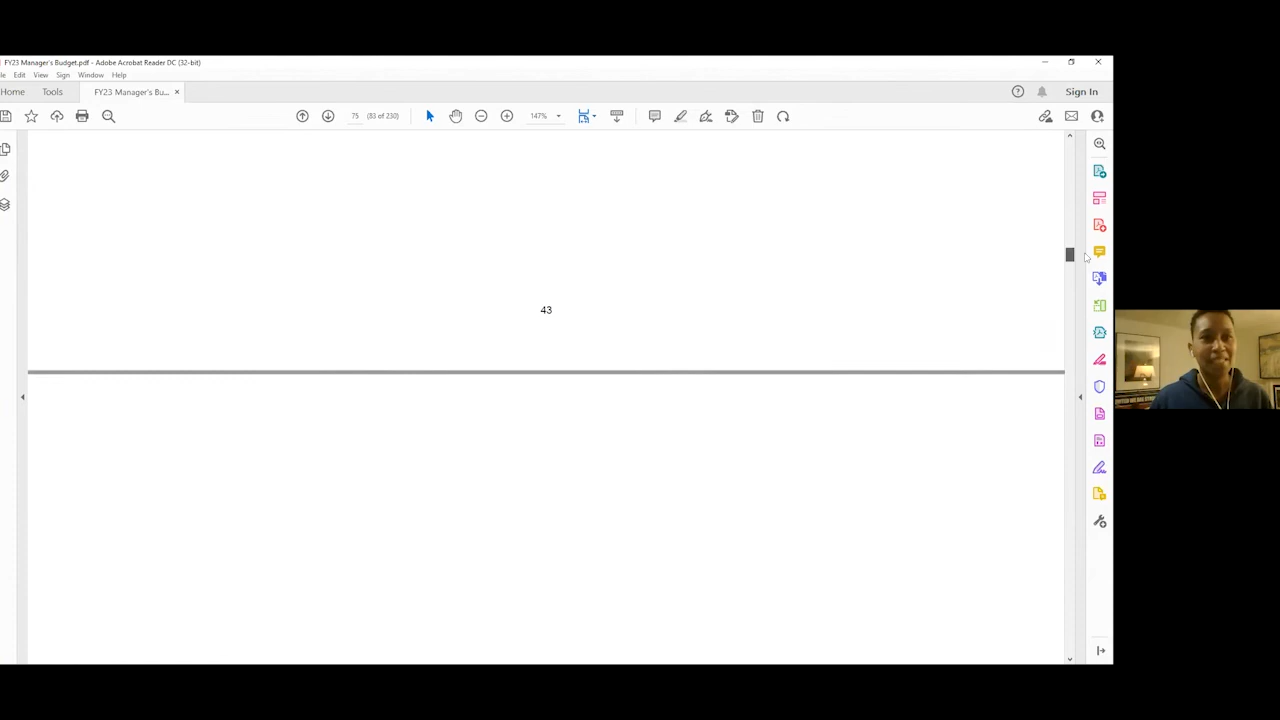 FY23 Manager's Budget.pdf - Adobe Acrobat Reader DC (32-bit)
le Edit View Sign Window Help
Home Tools FY23 Manager's Bu... × Sign In
75 (83 of 230) 147%
43